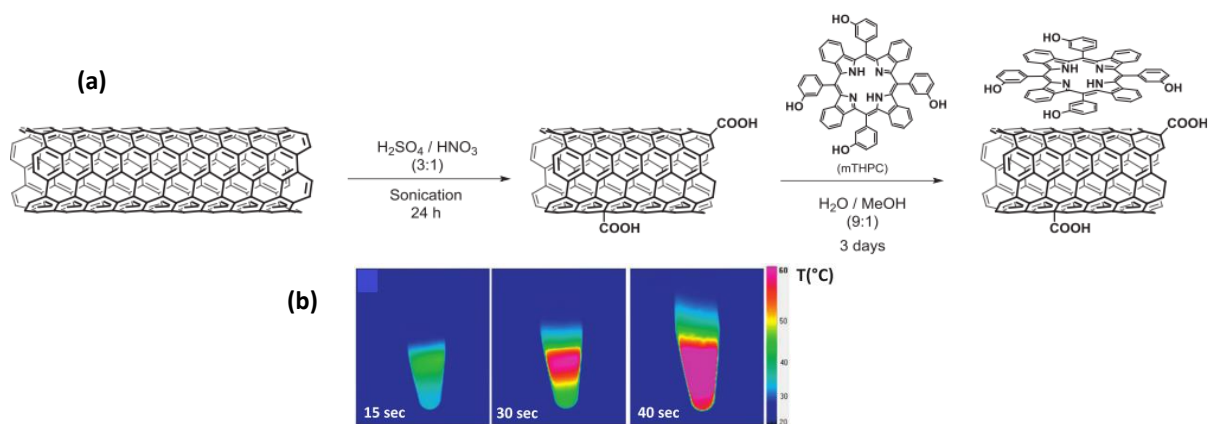 (a)
H₂SO₄ / HNO₃
(3:1)
Sonication
24 h
COOH
COOH
HO
NH
N
HO
N
HN
OH
HO
(mTHPC)
H₂O / MeOH
(9:1)
3 days
HO
NH
N
HO
N
HN
OH
HO
COOH
COOH
(b)
15 sec
30 sec
40 sec
T(°C)
60
50
40
30
20